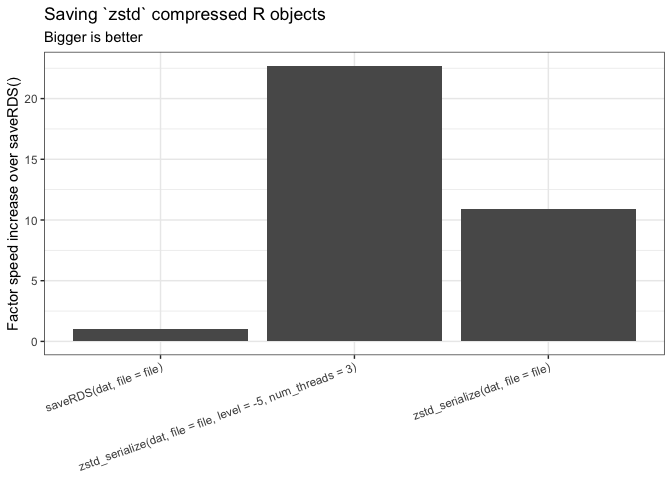 Saving `zstd` compressed R objects
Bigger is better
Factor speed increase over saveRDS()
20
15
10
5
0
saveRDS(dat, file = file)
zstd_serialize(dat, file = file, level = -5, num_threads = 3)
zstd_serialize(dat, file = file)